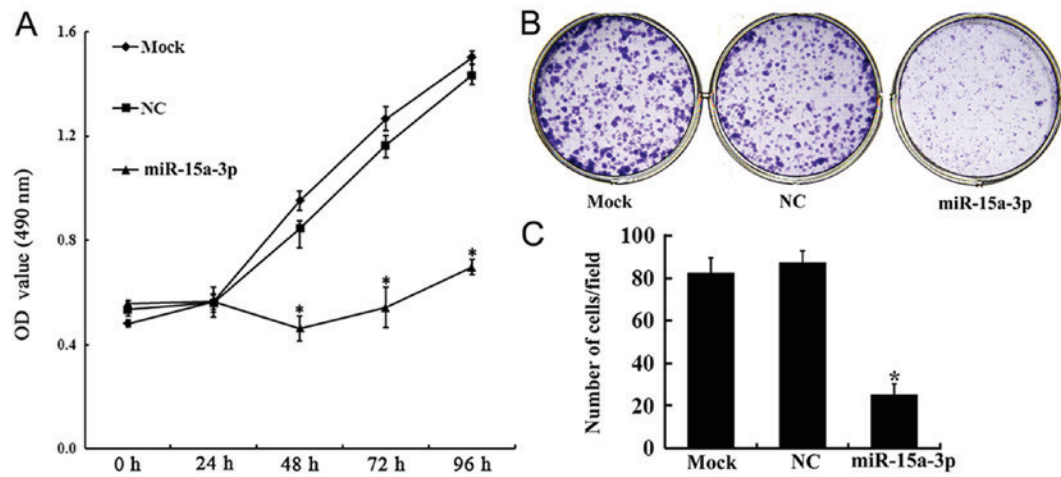 A
OD value (490 nm)
1.6
1.2
0.8
0.4
0.0
Mock
NC
miR-15a-3p
*
*
*
0 h 24 h 48 h 72 h 96 h
B
Mock NC miR-15a-3p
C
Number of cells/field
100
80
60
40
20
0
*
Mock NC miR-15a-3p